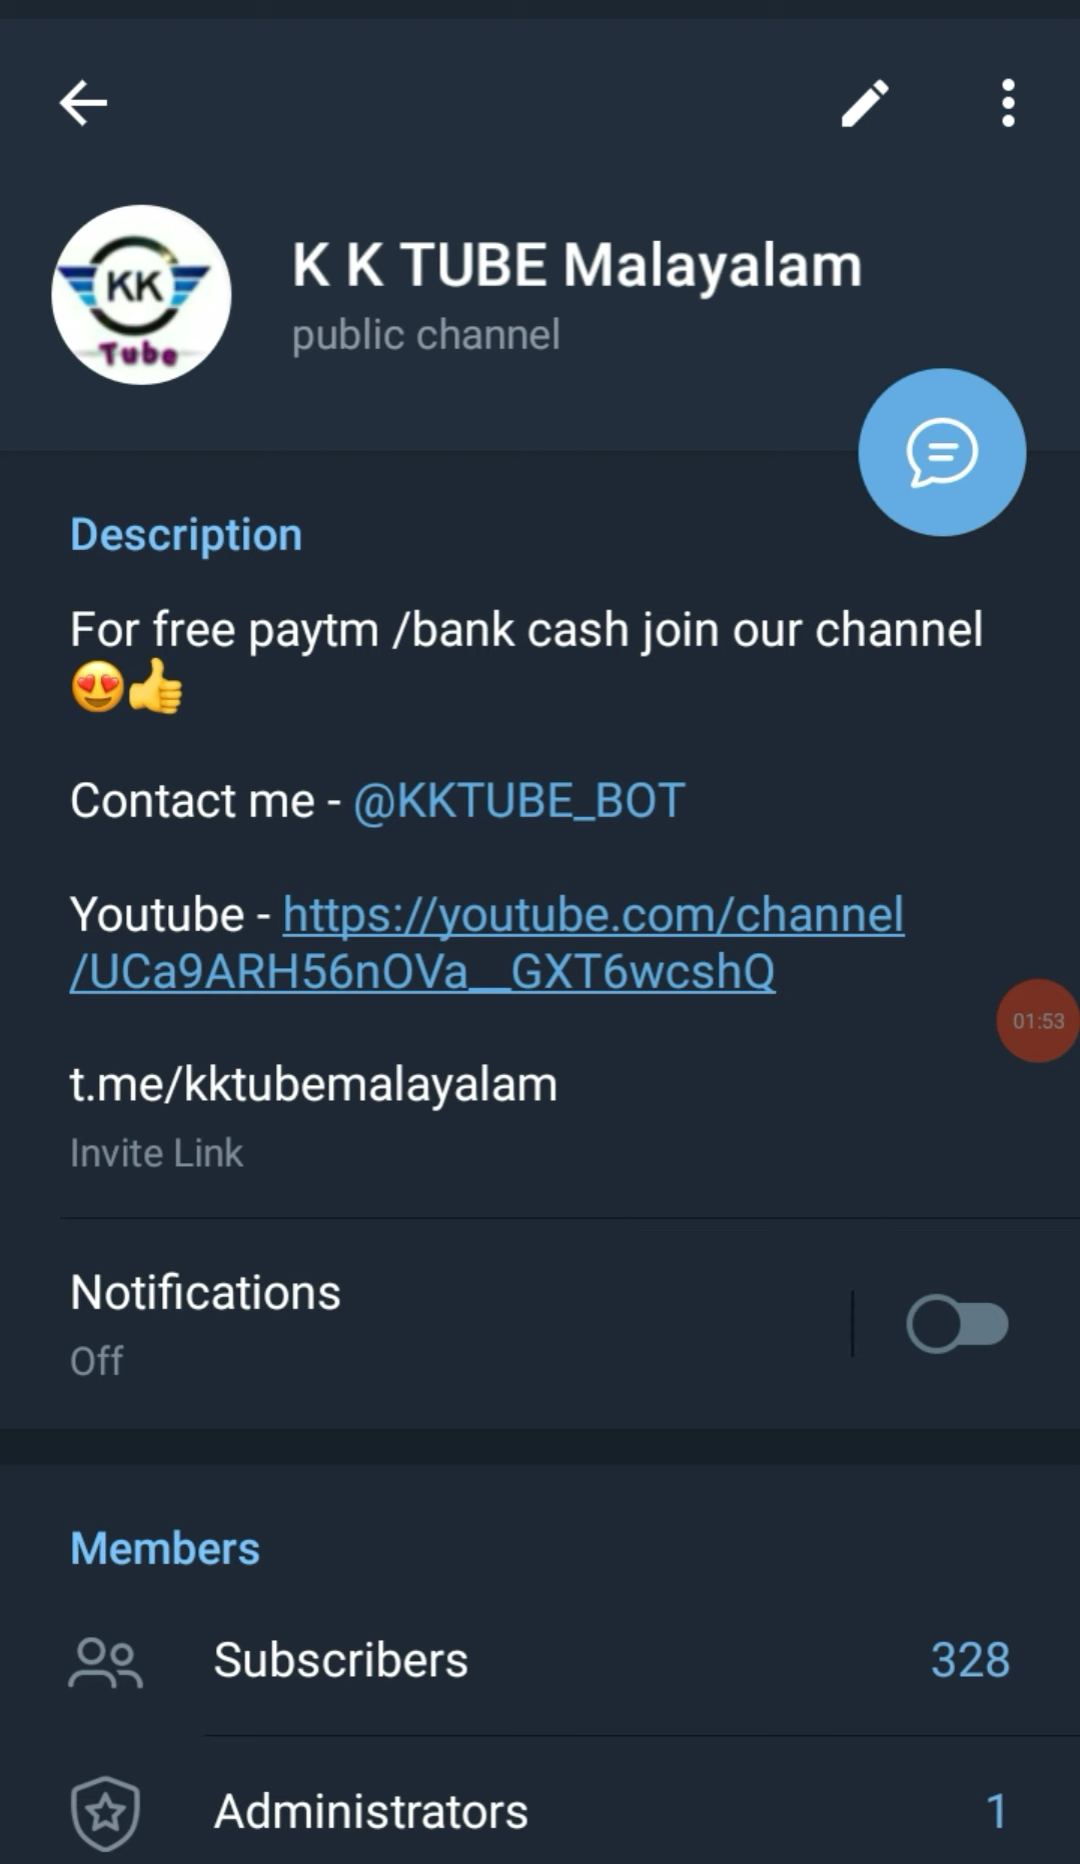 KK
Tube
K K TUBE Malayalam
public channel
Description
For free paytm /bank cash join our channel
😍👍
Contact me - @KKTUBE_BOT
Youtube - https://youtube.com/channel
/UCa9ARH56nOVa__GXT6wcshQ
01:53
t.me/kktubemalayalam
Invite Link
Notifications
Off
Members
Subscribers 328
Administrators 1